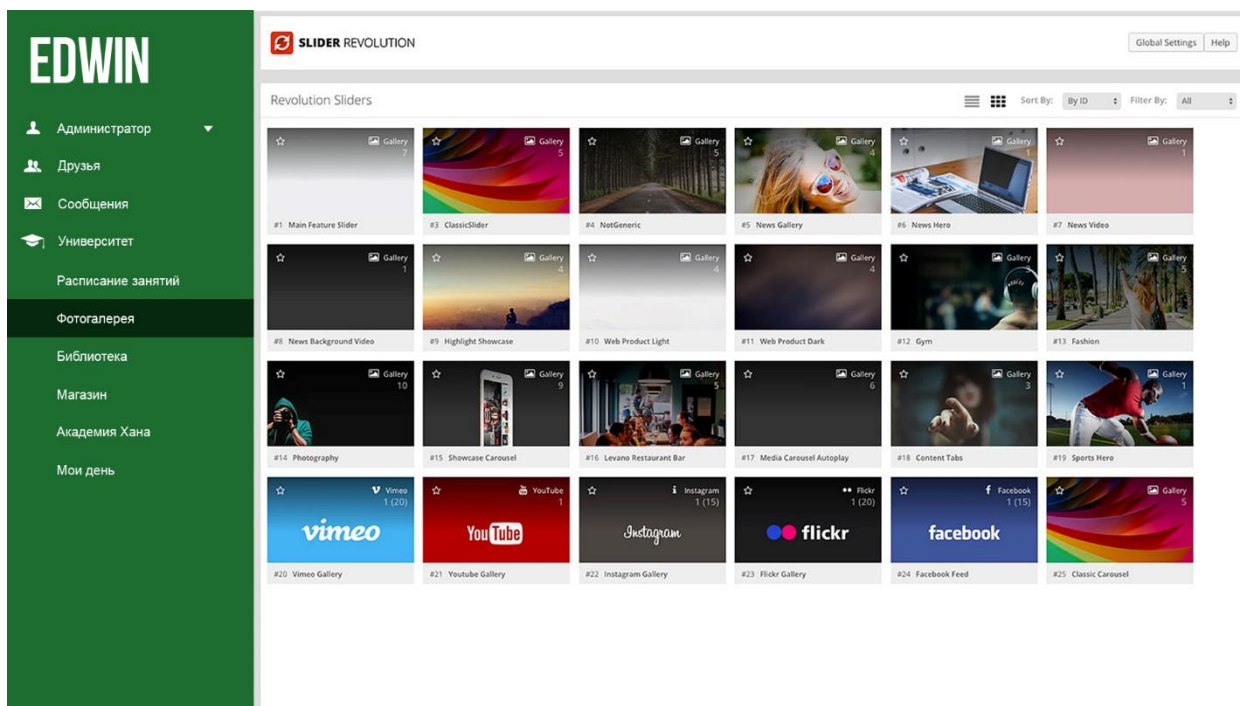 EDWIN
Администратор
Друзья
Сообщения
Университет
Расписание занятий
Фотогалерея
Библиотека
Магазин
Академия Хана
Мои день
SLIDER REVOLUTION
Global Settings Help
Revolution Sliders
Sort By: By ID Filter By: All
Gallery Gallery Gallery Gallery Gallery Gallery
7 5 5 4 1 1
#1 Main Feature Slider #3 ClassicSlider #4 NotGeneric #5 News Gallery #6 News Hero #7 News Video
Gallery Gallery Gallery Gallery Gallery Gallery
1 4 4 4 3 5
#8 News Background Video #9 Highlight Showcase #10 Web Product Light #11 Web Product Dark #12 Gym #13 Fashion
Gallery Gallery Gallery Gallery Gallery Gallery
10 9 5 6 3 1
#14 Photography #15 Showcase Carousel #16 Levano Restaurant Bar #17 Media Carousel Autoplay #18 Content Tabs #19 Sports Hero
Vimeo YouTube Instagram Flickr Facebook Gallery
1 (20) 1 1 (15) 1 (20) 1 (15) 5
vimeo YouTube Instagram flickr facebook
#20 Vimeo Gallery #21 Youtube Gallery #22 Instagram Gallery #23 Flickr Gallery #24 Facebook Feed #25 Classic Carousel